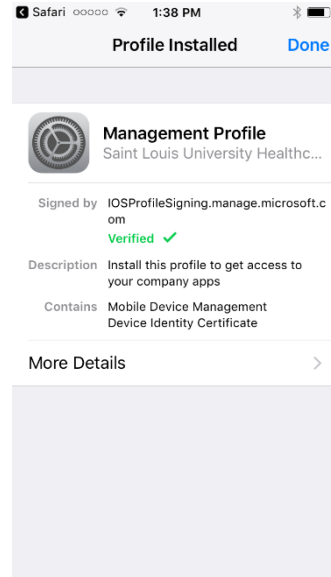 Safari 1:38 PM
Profile Installed Done
Management Profile
Saint Louis University Healthc...
Signed by IOSProfileSigning.manage.microsoft.c
om
Verified
Description Install this profile to get access to
your company apps
Contains Mobile Device Management
Device Identity Certificate
More Details